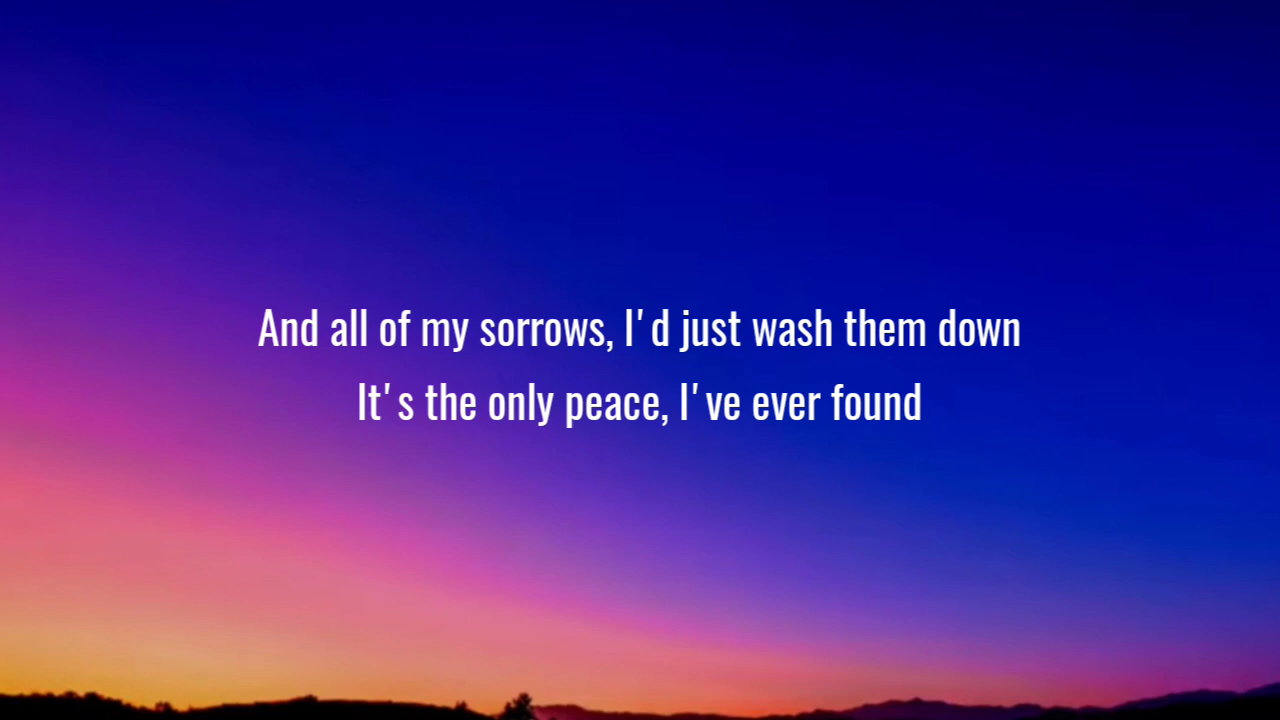 And all of my sorrows, I'd just wash them down
It's the only peace, I've ever found